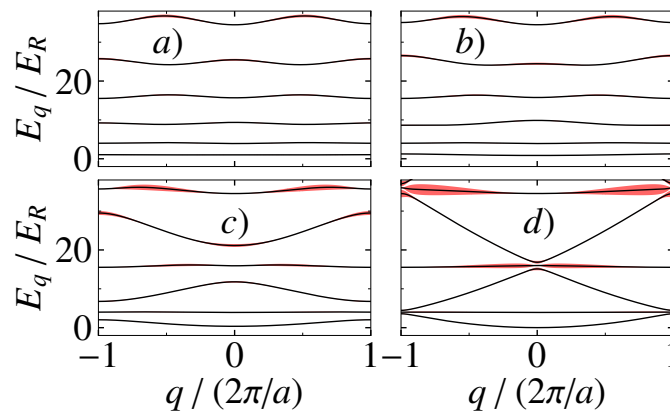 a)
b)
20
0
E_q / E_R
c)
d)
20
0
E_q / E_R
−1
0
1
−1
0
1
q / (2π/a)
q / (2π/a)